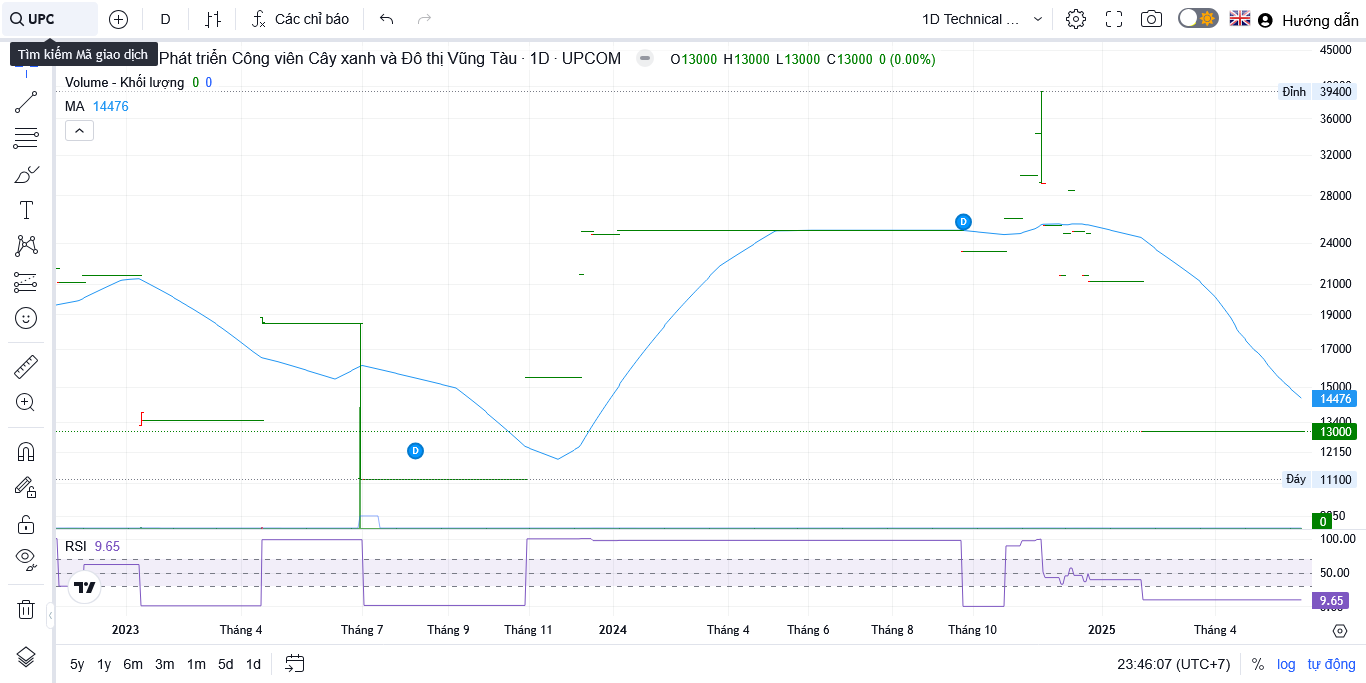 UPC
D
Các chỉ báo
1D Technical ...
Hướng dẫn
Tìm kiếm Mã giao dịch
Phát triển Công viên Cây xanh và Đô thị Vũng Tàu · 1D · UPCOM
O13000 H13000 L13000 C13000 0 (0.00%)
Volume - Khối lượng 0 0
MA 14476
45000
Đỉnh 39400
36000
32000
28000
D
24000
21000
19000
17000
15000
14476
13400
13000
D
12150
Đáy 11100
0
RSI 9.65
100.00
50.00
9.65
2023
Tháng 4
Tháng 7
Tháng 9
Tháng 11
2024
Tháng 4
Tháng 6
Tháng 8
Tháng 10
2025
Tháng 4
5y 1y 6m 3m 1m 5d 1d
23:46:07 (UTC+7)
%
log
tự động